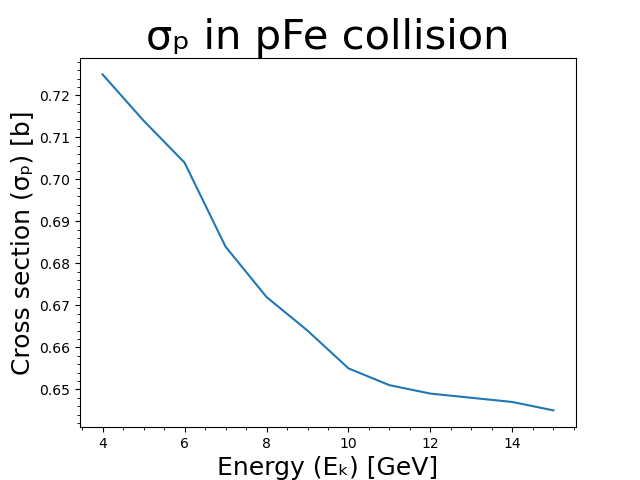 σₚ in pFe collision
Cross section (σₚ) [b]
0.72
0.71
0.70
0.69
0.68
0.67
0.66
0.65
4 6 8 10 12 14
Energy (Eₖ) [GeV]